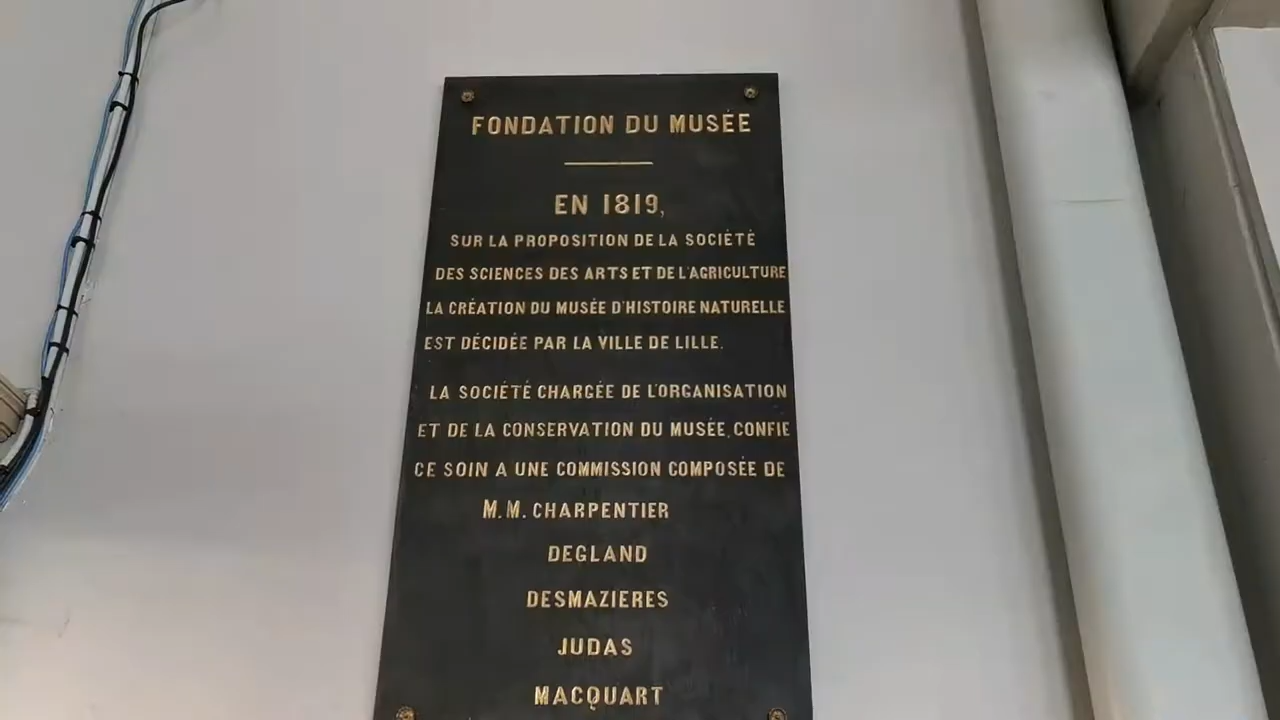 FONDATION DU MUSÉE
EN 1819,
SUR LA PROPOSITION DE LA SOCIÉTÉ
DES SCIENCES DES ARTS ET DE L'AGRICULTURE
LA CRÉATION DU MUSÉE D'HISTOIRE NATURELLE
EST DÉCIDÉE PAR LA VILLE DE LILLE.
LA SOCIÉTÉ CHARGÉE DE L'ORGANISATION
ET DE LA CONSERVATION DU MUSÉE, CONFIE
CE SOIN A UNE COMMISSION COMPOSÉE DE
M.M. CHARPENTIER
DEGLAND
DESMAZIERES
JUDAS
MACQUART